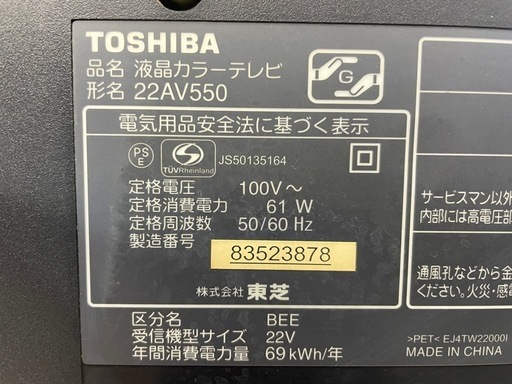 TOSHIBA
品名 液晶カラーテレビ
形名 22AV550
G
電気用品安全法に基づく表示
PS
E
TÜVRheinland
JS50135164
定格電圧 100V～
定格消費電力 61 W
定格周波数 50/60 Hz
製造番号
83523878
株式会社 東芝
区分名 BEE
受信機型サイズ 22V
年間消費電力量 69 kWh/年
サービスマン以外
内部には高電圧部
通風孔などから金
ください。火災・感電
>PET< EJ4TW22000I
MADE IN CHINA